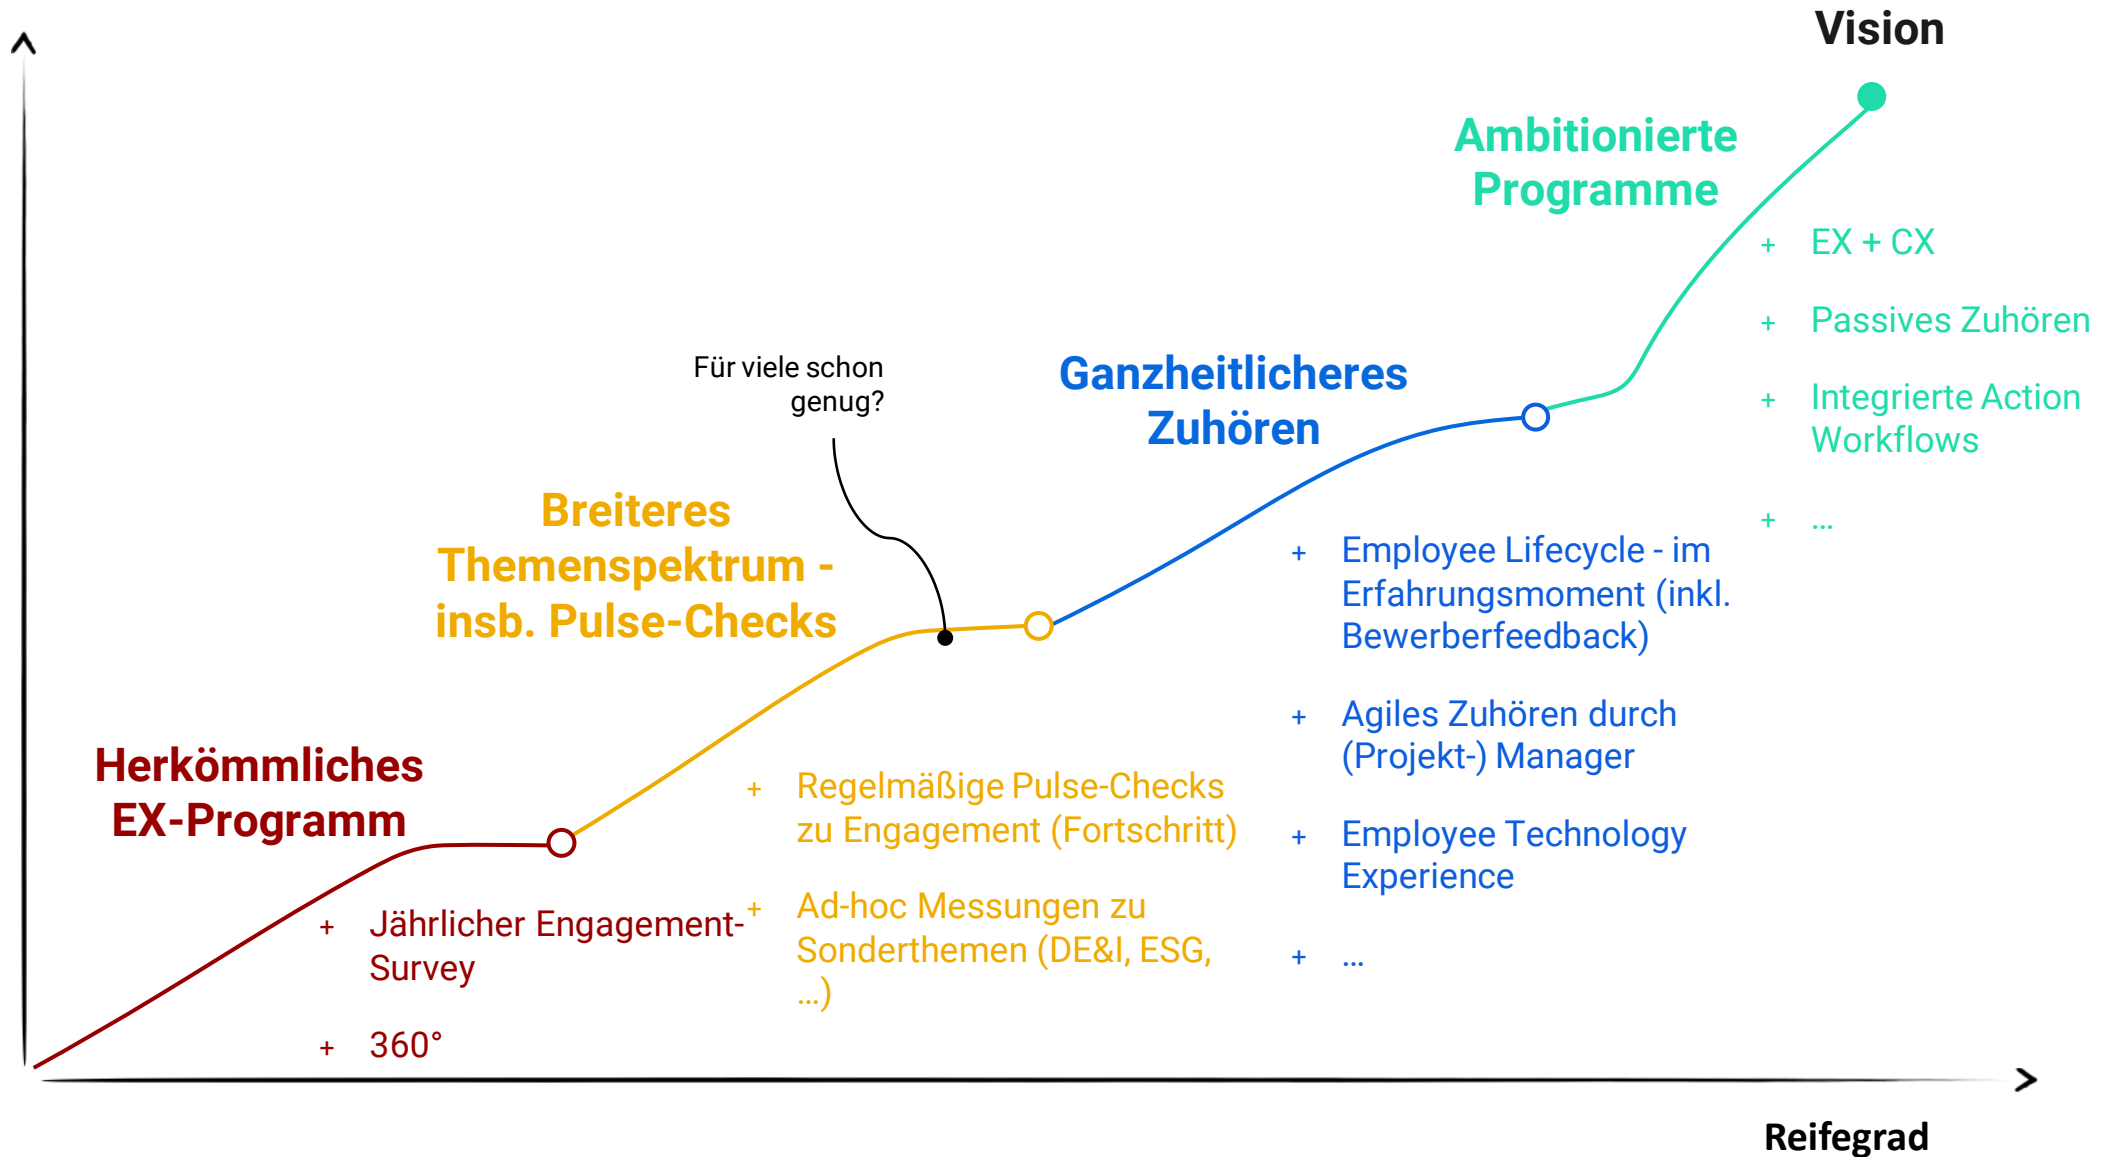 Vision
Ambitionierte
Programme
+ EX + CX
+ Passives Zuhören
+ Integrierte Action
Workflows
+ ...
Für viele schon
genug?
Ganzheitlicheres
Zuhören
+ Employee Lifecycle - im
Erfahrungsmoment (inkl.
Bewerberfeedback)
+ Agiles Zuhören durch
(Projekt-) Manager
+ Employee Technology
Experience
+ ...
Breiteres
Themenspektrum -
insb. Pulse-Checks
+ Regelmäßige Pulse-Checks
zu Engagement (Fortschritt)
+ Ad-hoc Messungen zu
Sonderthemen (DE&I, ESG,
...)
Herkömmliches
EX-Programm
+ Jährlicher Engagement-
Survey
+ 360°
Reifegrad